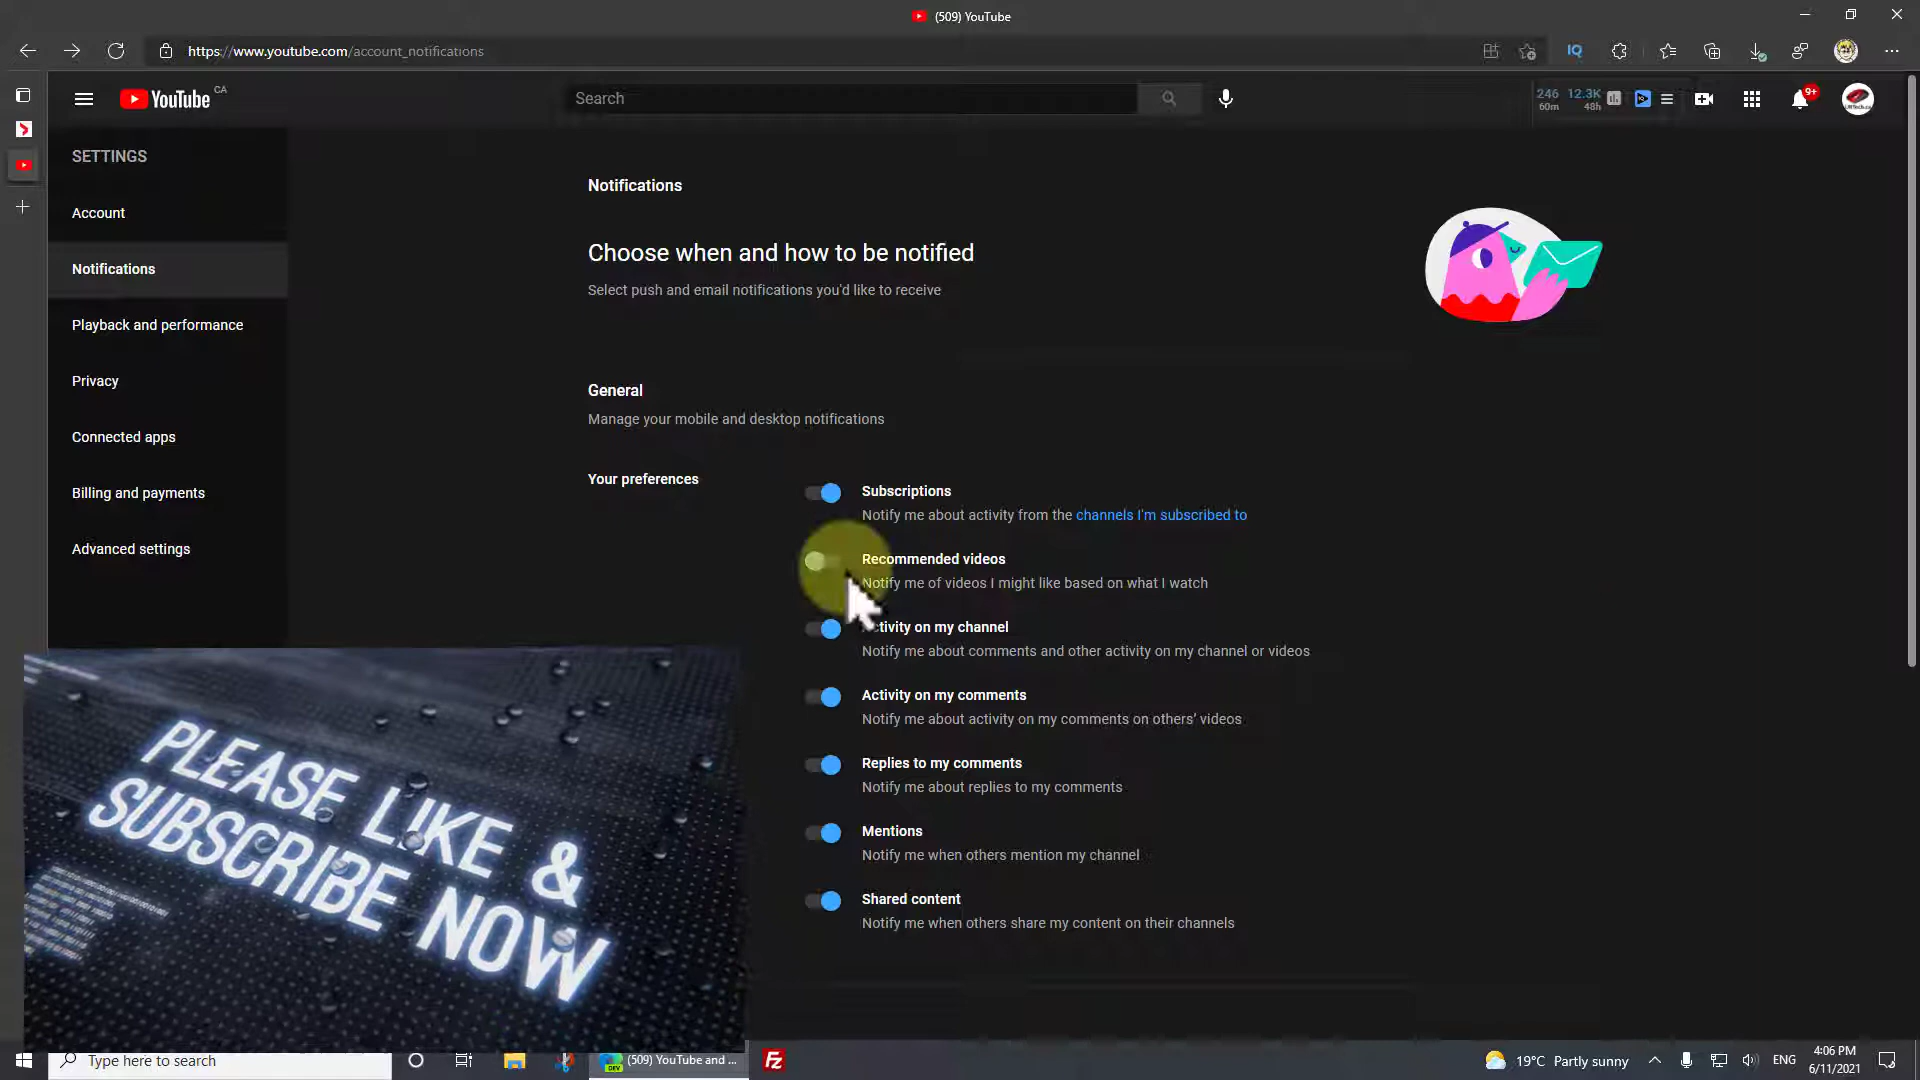 (509) YouTube
https://www.youtube.com/account_notifications
IQ
YouTube CA
Search
246 60m
12.3K 48h
9+
SETTINGS
Account
Notifications
Playback and performance
Privacy
Connected apps
Billing and payments
Advanced settings
Notifications
Choose when and how to be notified
Select push and email notifications you'd like to receive
General
Manage your mobile and desktop notifications
Your preferences
Subscriptions
Notify me about activity from the channels I'm subscribed to
Recommended videos
Notify me of videos I might like based on what I watch
ctivity on my channel
Notify me about comments and other activity on my channel or videos
Activity on my comments
Notify me about activity on my comments on others' videos
Replies to my comments
Notify me about replies to my comments
Mentions
Notify me when others mention my channel
Shared content
Notify me when others share my content on their channels
PLEASE LIKE &
SUBSCRIBE NOW
Type here to search
DEV
(509) YouTube and ...
FZ
19°C Partly sunny
ENG
4:06 PM
6/11/2021